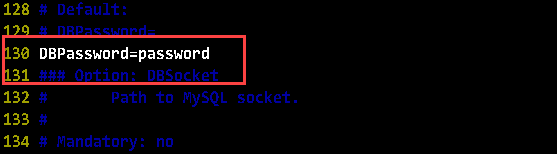 128 # Default:
129 # DBPassword=
130 DBPassword=password
131 ### Option: DBSocket
132 #       Path to MySQL socket.
133 #
134 # Mandatory: no